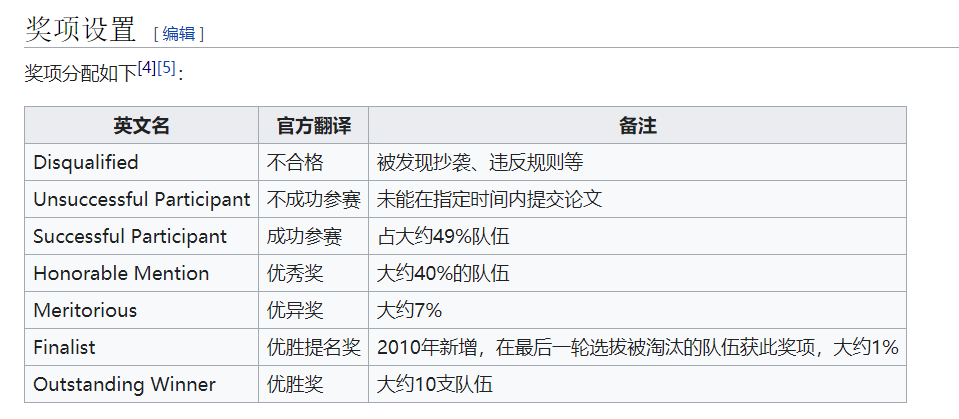 奖项设置 [编辑]
奖项分配如下[4][5]：
英文名 官方翻译 备注
Disqualified 不合格 被发现抄袭、违反规则等
Unsuccessful Participant 不成功参赛 未能在指定时间内提交论文
Successful Participant 成功参赛 占大约49%队伍
Honorable Mention 优秀奖 大约40%的队伍
Meritorious 优异奖 大约7%
Finalist 优胜提名奖 2010年新增，在最后一轮选拔被淘汰的队伍获此奖项，大约1%
Outstanding Winner 优胜奖 大约10支队伍